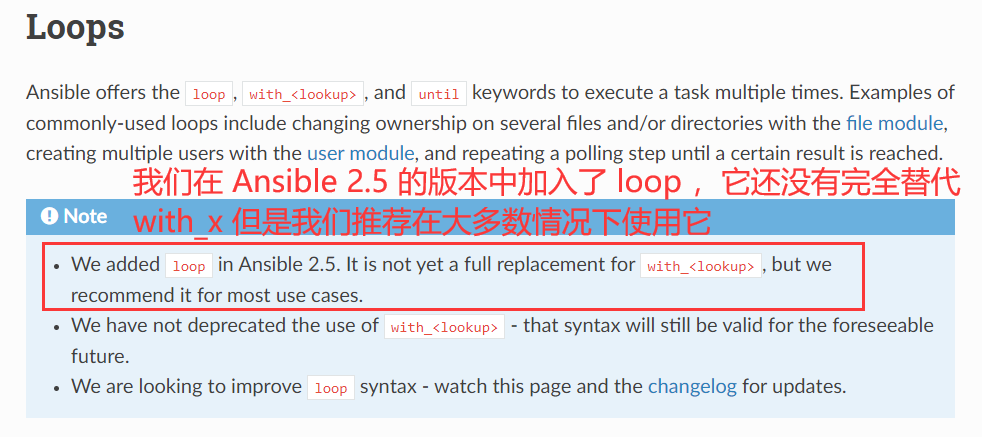 Loops
Ansible offers the loop, with_<lookup>, and until keywords to execute a task multiple times. Examples of
commonly-used loops include changing ownership on several files and/or directories with the file module,
creating multiple users with the user module, and repeating a polling step until a certain result is reached.
我们在 Ansible 2.5 的版本中加入了 loop ，它还没有完全替代
with_x 但是我们推荐在大多数情况下使用它
Note
We added loop in Ansible 2.5. It is not yet a full replacement for with_<lookup>, but we
recommend it for most use cases.
We have not deprecated the use of with_<lookup> - that syntax will still be valid for the foreseeable
future.
We are looking to improve loop syntax - watch this page and the changelog for updates.